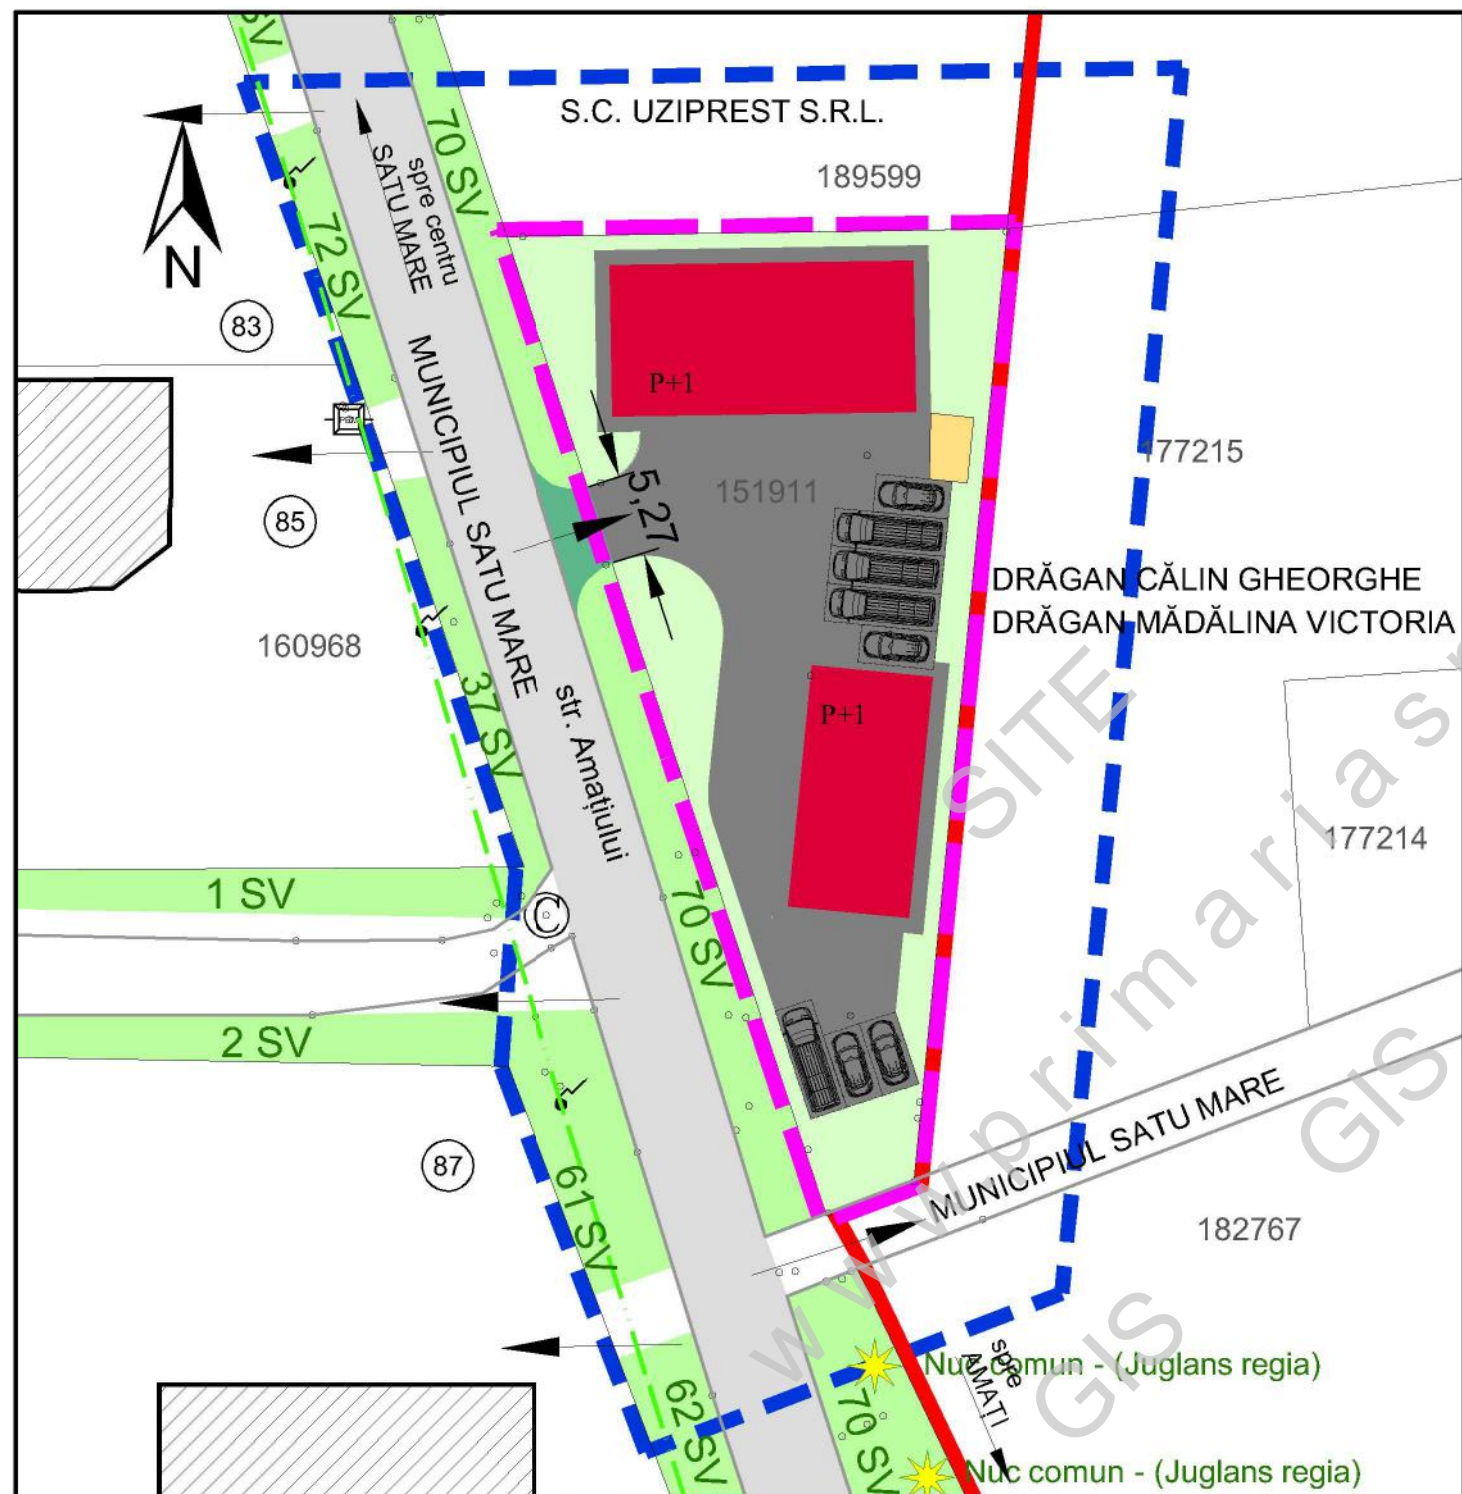 SV
S.C. UZIPREST S.R.L.
70 SV
189599
spre centru
SATU MARE
72 SV
N
83
MUNICIPIUL SATU MARE
P+1
85
151911
5,27
177215
DRĂGAN CĂLIN GHEORGHE
DRĂGAN MĂDĂLINA VICTORIA
160968
37 SV
str. Amațiului
P+1
SITE
177214
1 SV
70 SV
C
2 SV
87
61 SV
MUNICIPIUL SATU MARE
182767
GIS
www.primarias
GIS
spre
AMAȚI
Nuc comun - (Juglans regia)
62 SV
70 SV
Nuc comun - (Juglans regia)